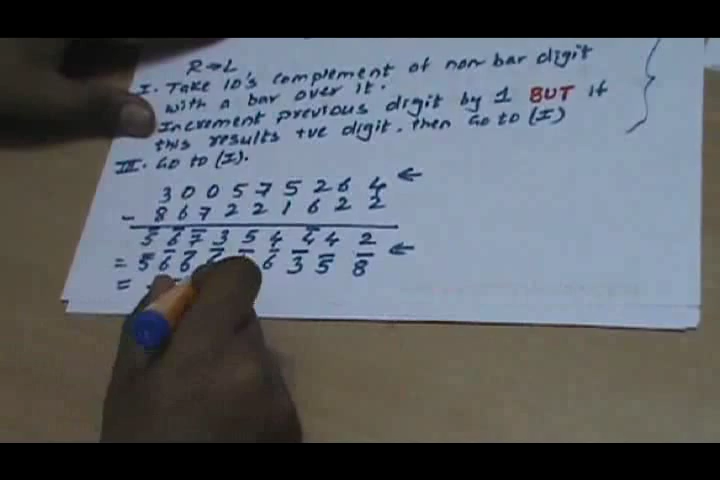 R→L
I. Take 10's complement of non bar digit
with a bar over it.
Increment previous digit by 1 BUT if
this results +ve digit, then Go to (I)
III. Go to (I).
3 0 0 5 7 5 2 6 4 ←
- 8 6 7 2 2 1 6 2 2
5̅ 6̅ 7̅ 3 5 4 4̅ 4 2
= 5̅ 6̅ 6̅ 6̅ 6̅ 3̅ 5̅ 8̅ ←
=